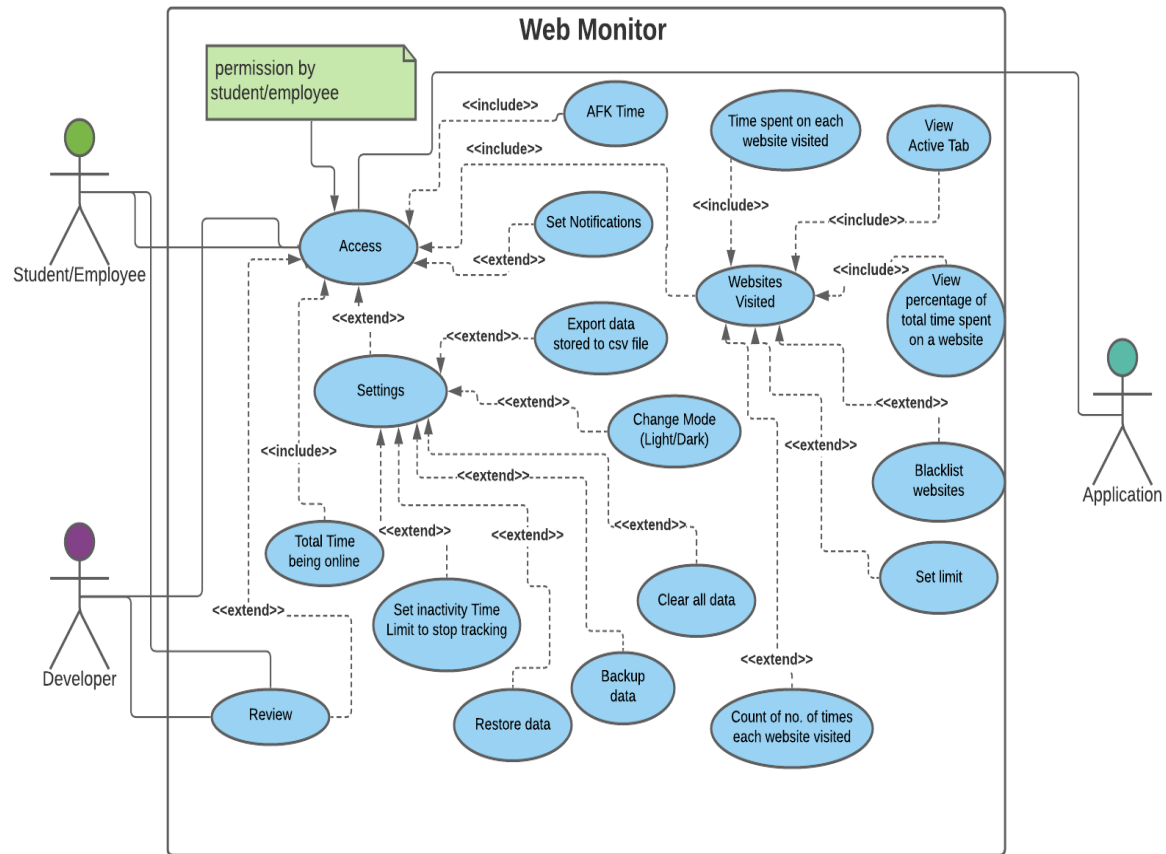 Web Monitor
permission by
student/employee
<<include>>
AFK Time
Time spent on each
website visited
View
Active Tab
<<include>>
<<include>>
<<include>>
Set Notifications
Access
<<extend>>
Student/Employee
<<include>>
Websites
Visited
View
percentage of
total time spent
on a website
<<extend>>
<<extend>>
Export data
stored to csv file
Settings
<<extend>>
Change Mode
(Light/Dark)
<<extend>>
<<extend>>
<<include>>
<<extend>>
Blacklist
websites
Application
<<extend>>
<<extend>>
<<extend>>
Total Time
being online
Set limit
Set inactivity Time
Limit to stop tracking
Clear all data
<<extend>>
Developer
<<extend>>
Backup
data
Review
Restore data
Count of no. of times
each website visited